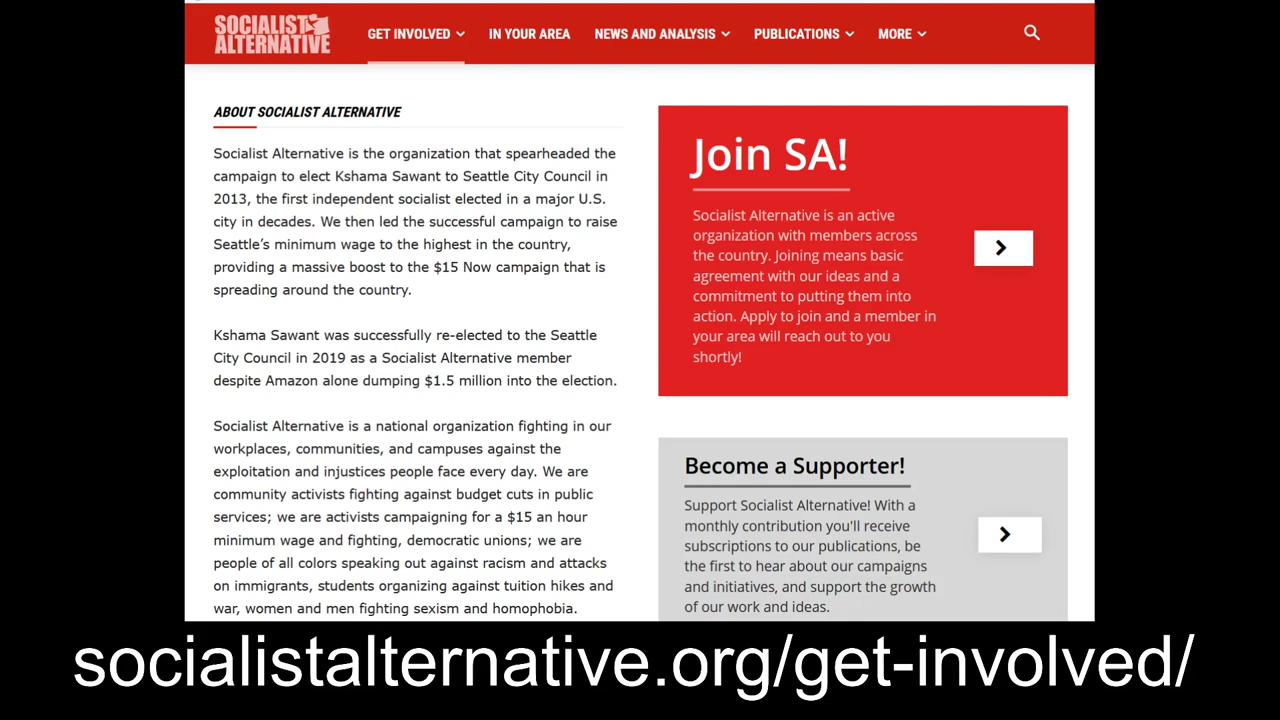 SOCIALIST
ALTERNATIVE
GET INVOLVED
IN YOUR AREA
NEWS AND ANALYSIS
PUBLICATIONS
MORE
ABOUT SOCIALIST ALTERNATIVE
Socialist Alternative is the organization that spearheaded the
campaign to elect Kshama Sawant to Seattle City Council in
2013, the first independent socialist elected in a major U.S.
city in decades. We then led the successful campaign to raise
Seattle's minimum wage to the highest in the country,
providing a massive boost to the $15 Now campaign that is
spreading around the country.
Kshama Sawant was successfully re-elected to the Seattle
City Council in 2019 as a Socialist Alternative member
despite Amazon alone dumping $1.5 million into the election.
Socialist Alternative is a national organization fighting in our
workplaces, communities, and campuses against the
exploitation and injustices people face every day. We are
community activists fighting against budget cuts in public
services; we are activists campaigning for a $15 an hour
minimum wage and fighting, democratic unions; we are
people of all colors speaking out against racism and attacks
on immigrants, students organizing against tuition hikes and
war, women and men fighting sexism and homophobia.
Join SA!
Socialist Alternative is an active
organization with members across
the country. Joining means basic
agreement with our ideas and a
commitment to putting them into
action. Apply to join and a member in
your area will reach out to you
shortly!
Become a Supporter!
Support Socialist Alternative! With a
monthly contribution you'll receive
subscriptions to our publications, be
the first to hear about our campaigns
and initiatives, and support the growth
of our work and ideas.
socialistalternative.org/get-involved/